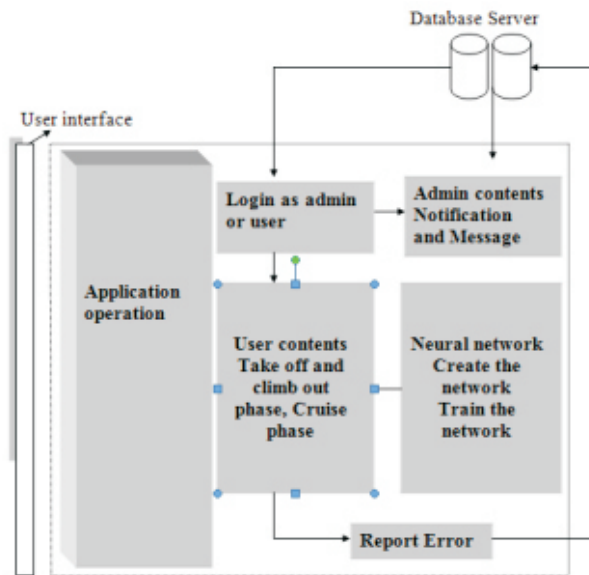 Database Server
User interface
Login as admin
or user
Admin contents
Notification
and Message
Application
operation
User contents
Take off and
climb out
phase, Cruise
phase
Neural network
Create the
network
Train the
network
Report Error